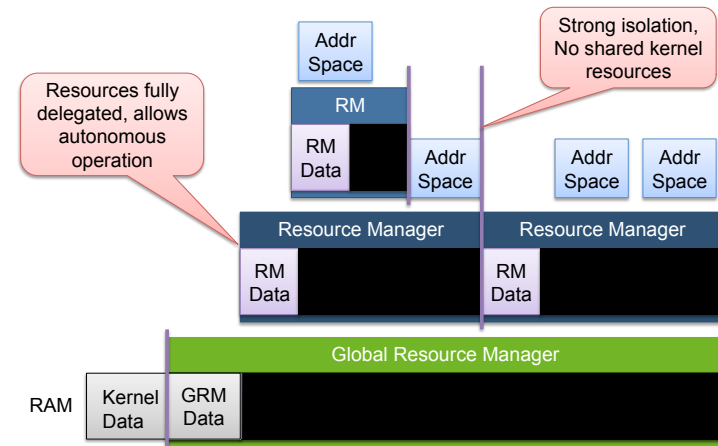 Addr
Space
Strong isolation,
No shared kernel
resources
Resources fully
delegated, allows
autonomous
operation
RM
RM
Data
Addr
Space
Addr
Space
Addr
Space
Resource Manager
Resource Manager
RM
Data
RM
Data
Global Resource Manager
RAM
Kernel
Data
GRM
Data